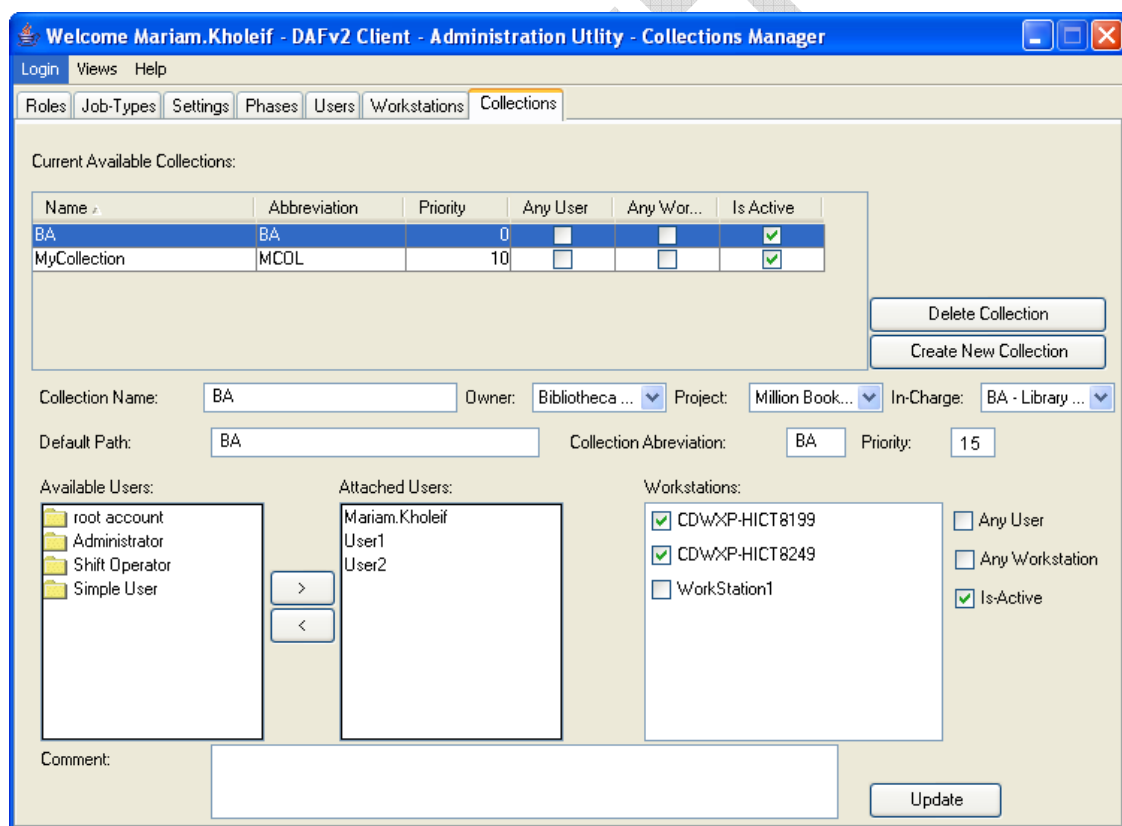 Welcome Mariam.Kholeif - DAFv2 Client - Administration Utlity - Collections Manager
Login Views Help
Roles Job-Types Settings Phases Users Workstations Collections
Current Available Collections:
Name Abbreviation Priority Any User Any Wor... Is Active
BA BA 0
MyCollection MCOL 10
Delete Collection
Create New Collection
Collection Name: BA Owner: Bibliotheca ... Project: Million Book... In-Charge: BA - Library ...
Default Path: BA Collection Abreviation: BA Priority: 15
Available Users: Attached Users: Workstations:
root account Mariam.Kholeif CDWXP-HICT8199 Any User
Administrator User1 CDWXP-HICT8249 Any Workstation
Shift Operator User2 WorkStation1 Is-Active
Simple User >
<
Comment:
Update